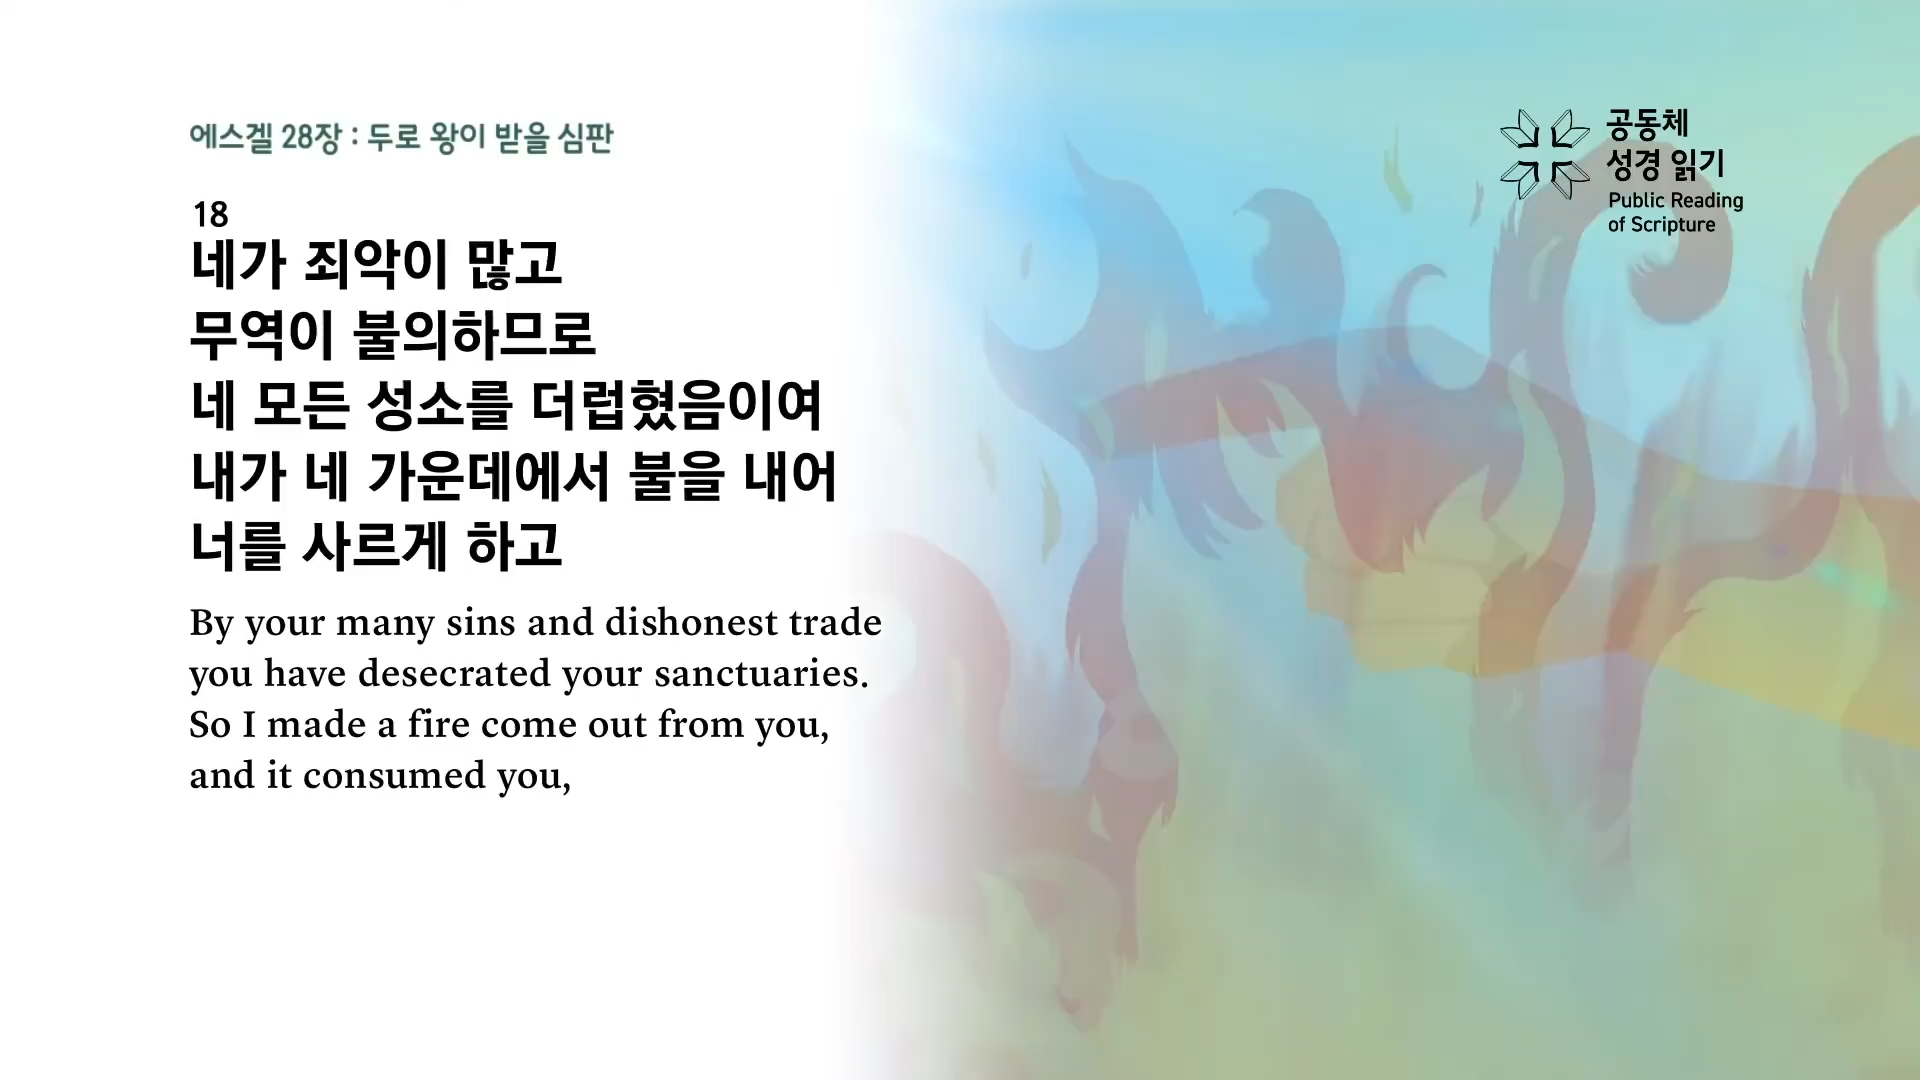 에스겔 28장 : 두로 왕이 받을 심판
18
네가 죄악이 많고
무역이 불의하므로
네 모든 성소를 더럽혔음이여
내가 네 가운데에서 불을 내어
너를 사르게 하고
By your many sins and dishonest trade
you have desecrated your sanctuaries.
So I made a fire come out from you,
and it consumed you,
공동체
성경 읽기
Public Reading
of Scripture